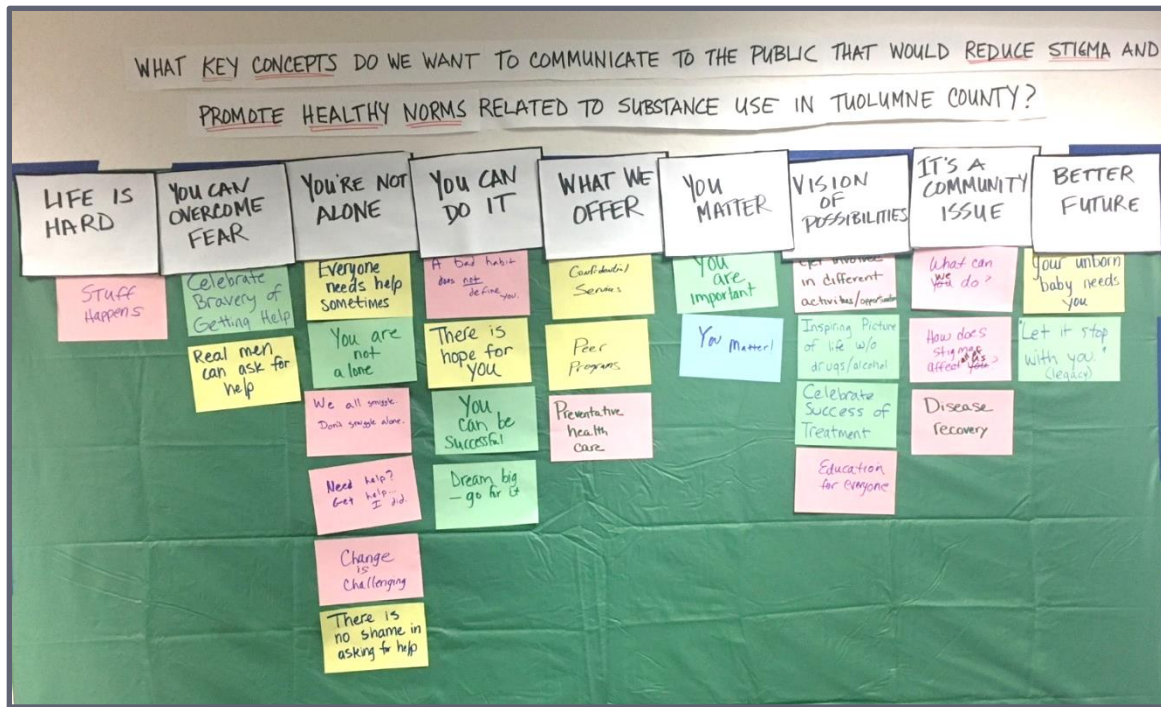 WHAT KEY CONCEPTS DO WE WANT TO COMMUNICATE TO THE PUBLIC THAT WOULD REDUCE STIGMA AND
PROMOTE HEALTHY NORMS RELATED TO SUBSTANCE USE IN TUOLUMNE COUNTY?
LIFE IS
HARD
Stuff
Happens
YOU CAN
OVERCOME
FEAR
Celebrate
Bravery of
Getting Help
Real men
can ask for
help
YOU'RE NOT
ALONE
Everyone
needs help
sometimes
You are
not
alone
We all struggle.
Don't struggle alone.
Need help?
Get help...
I did.
Change
is
Challenging
There is
no shame in
asking for help
YOU CAN
DO IT
A bad habit
does not
define you.
There is
hope for
you
You
can be
Successful
Dream big
- go for it
WHAT WE
OFFER
Confidential
Services
Peer
Programs
Preventative
health
care
YOU
MATTER
You
are
important
You Matter!
VISION
OF
POSSIBILITIES
Get involved
in different
activities/opportunities
Inspiring Picture
of life w/o
drugs/alcohol
Celebrate
Success of
Treatment
Education
for everyone
IT'S A
COMMUNITY
ISSUE
What can
we
you do?
How does
stigma
affect us you?
Disease
recovery
BETTER
FUTURE
Your unborn
baby needs
you
"Let it stop
with you."
(legacy)